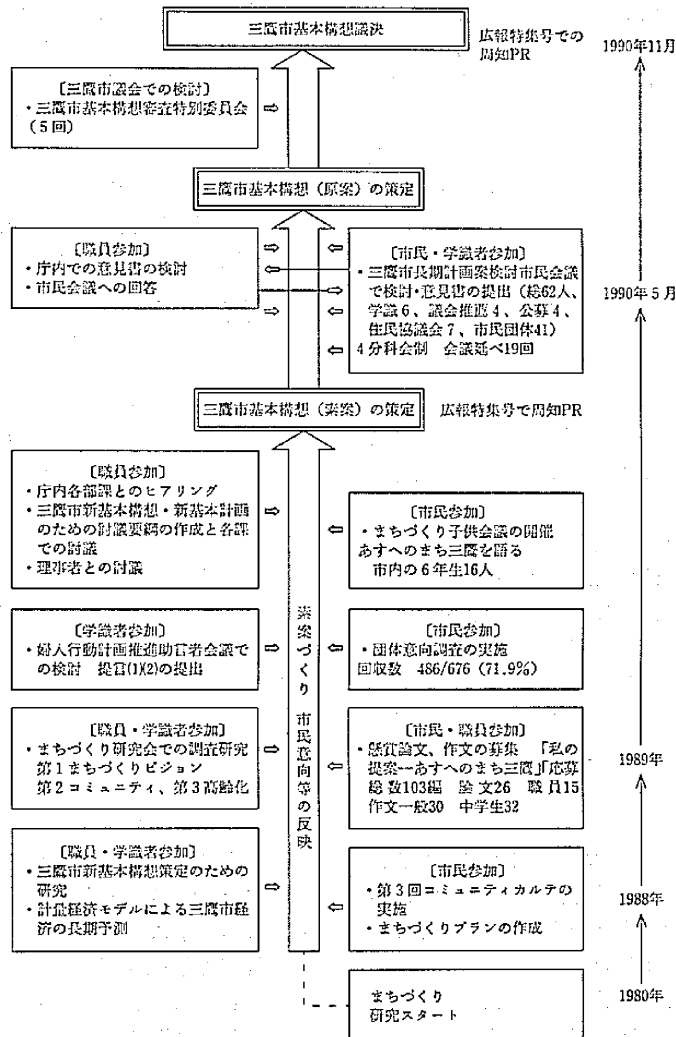 三鷹市基本構想議決
広報特集号での
周知PR
1990年11月
〔三鷹市議会での検討〕
・三鷹市基本構想審査特別委員会
(5回)
三鷹市基本構想(原案)の策定
〔職員参加〕
・庁内での意見書の検討
・市民会議への回答
〔市民・学識者参加〕
・三鷹市長期計画案検討市民会議
で検討・意見書の提出(総62人、
学識6、議会推薦4、公募4、
住民協議会7、市民団体41)
4分科会制 会議延べ19回
1990年5月
三鷹市基本構想(素案)の策定
広報特集号で周知PR
〔職員参加〕
・庁内各部課とのヒアリング
・三鷹市新基本構想・新基本計画
のための討議要綱の作成と各課
での討議
・理事者との討議
〔市民参加〕
・まちづくり子供会議の開催
あすへのまち三鷹を語る
市内の6年生16人
素案づくり 市民意向等の反映
〔学識者参加〕
・婦人行動計画推進助言者会議で
の検討 提言(1)(2)の提出
〔市民参加〕
・団体意向調査の実施
回収数 486/676(71.9%)
〔職員・学識者参加〕
・まちづくり研究会での調査研究
第1まちづくりビジョン
第2コミュニティ、第3高齢化
〔市民・職員参加〕
・懸賞論文、作文の募集 「私の
提案―あすへのまち三鷹」「応募
総数103編 論文26 職員15
作文一般30 中学生32
1989年
〔職員・学識者参加〕
・三鷹市新基本構想策定のための
研究
・計量経済モデルによる三鷹市経
済の長期予測
〔市民参加〕
・第3回コミュニティカルテの
実施
・まちづくりプランの作成
1988年
まちづくり
研究スタート
1980年